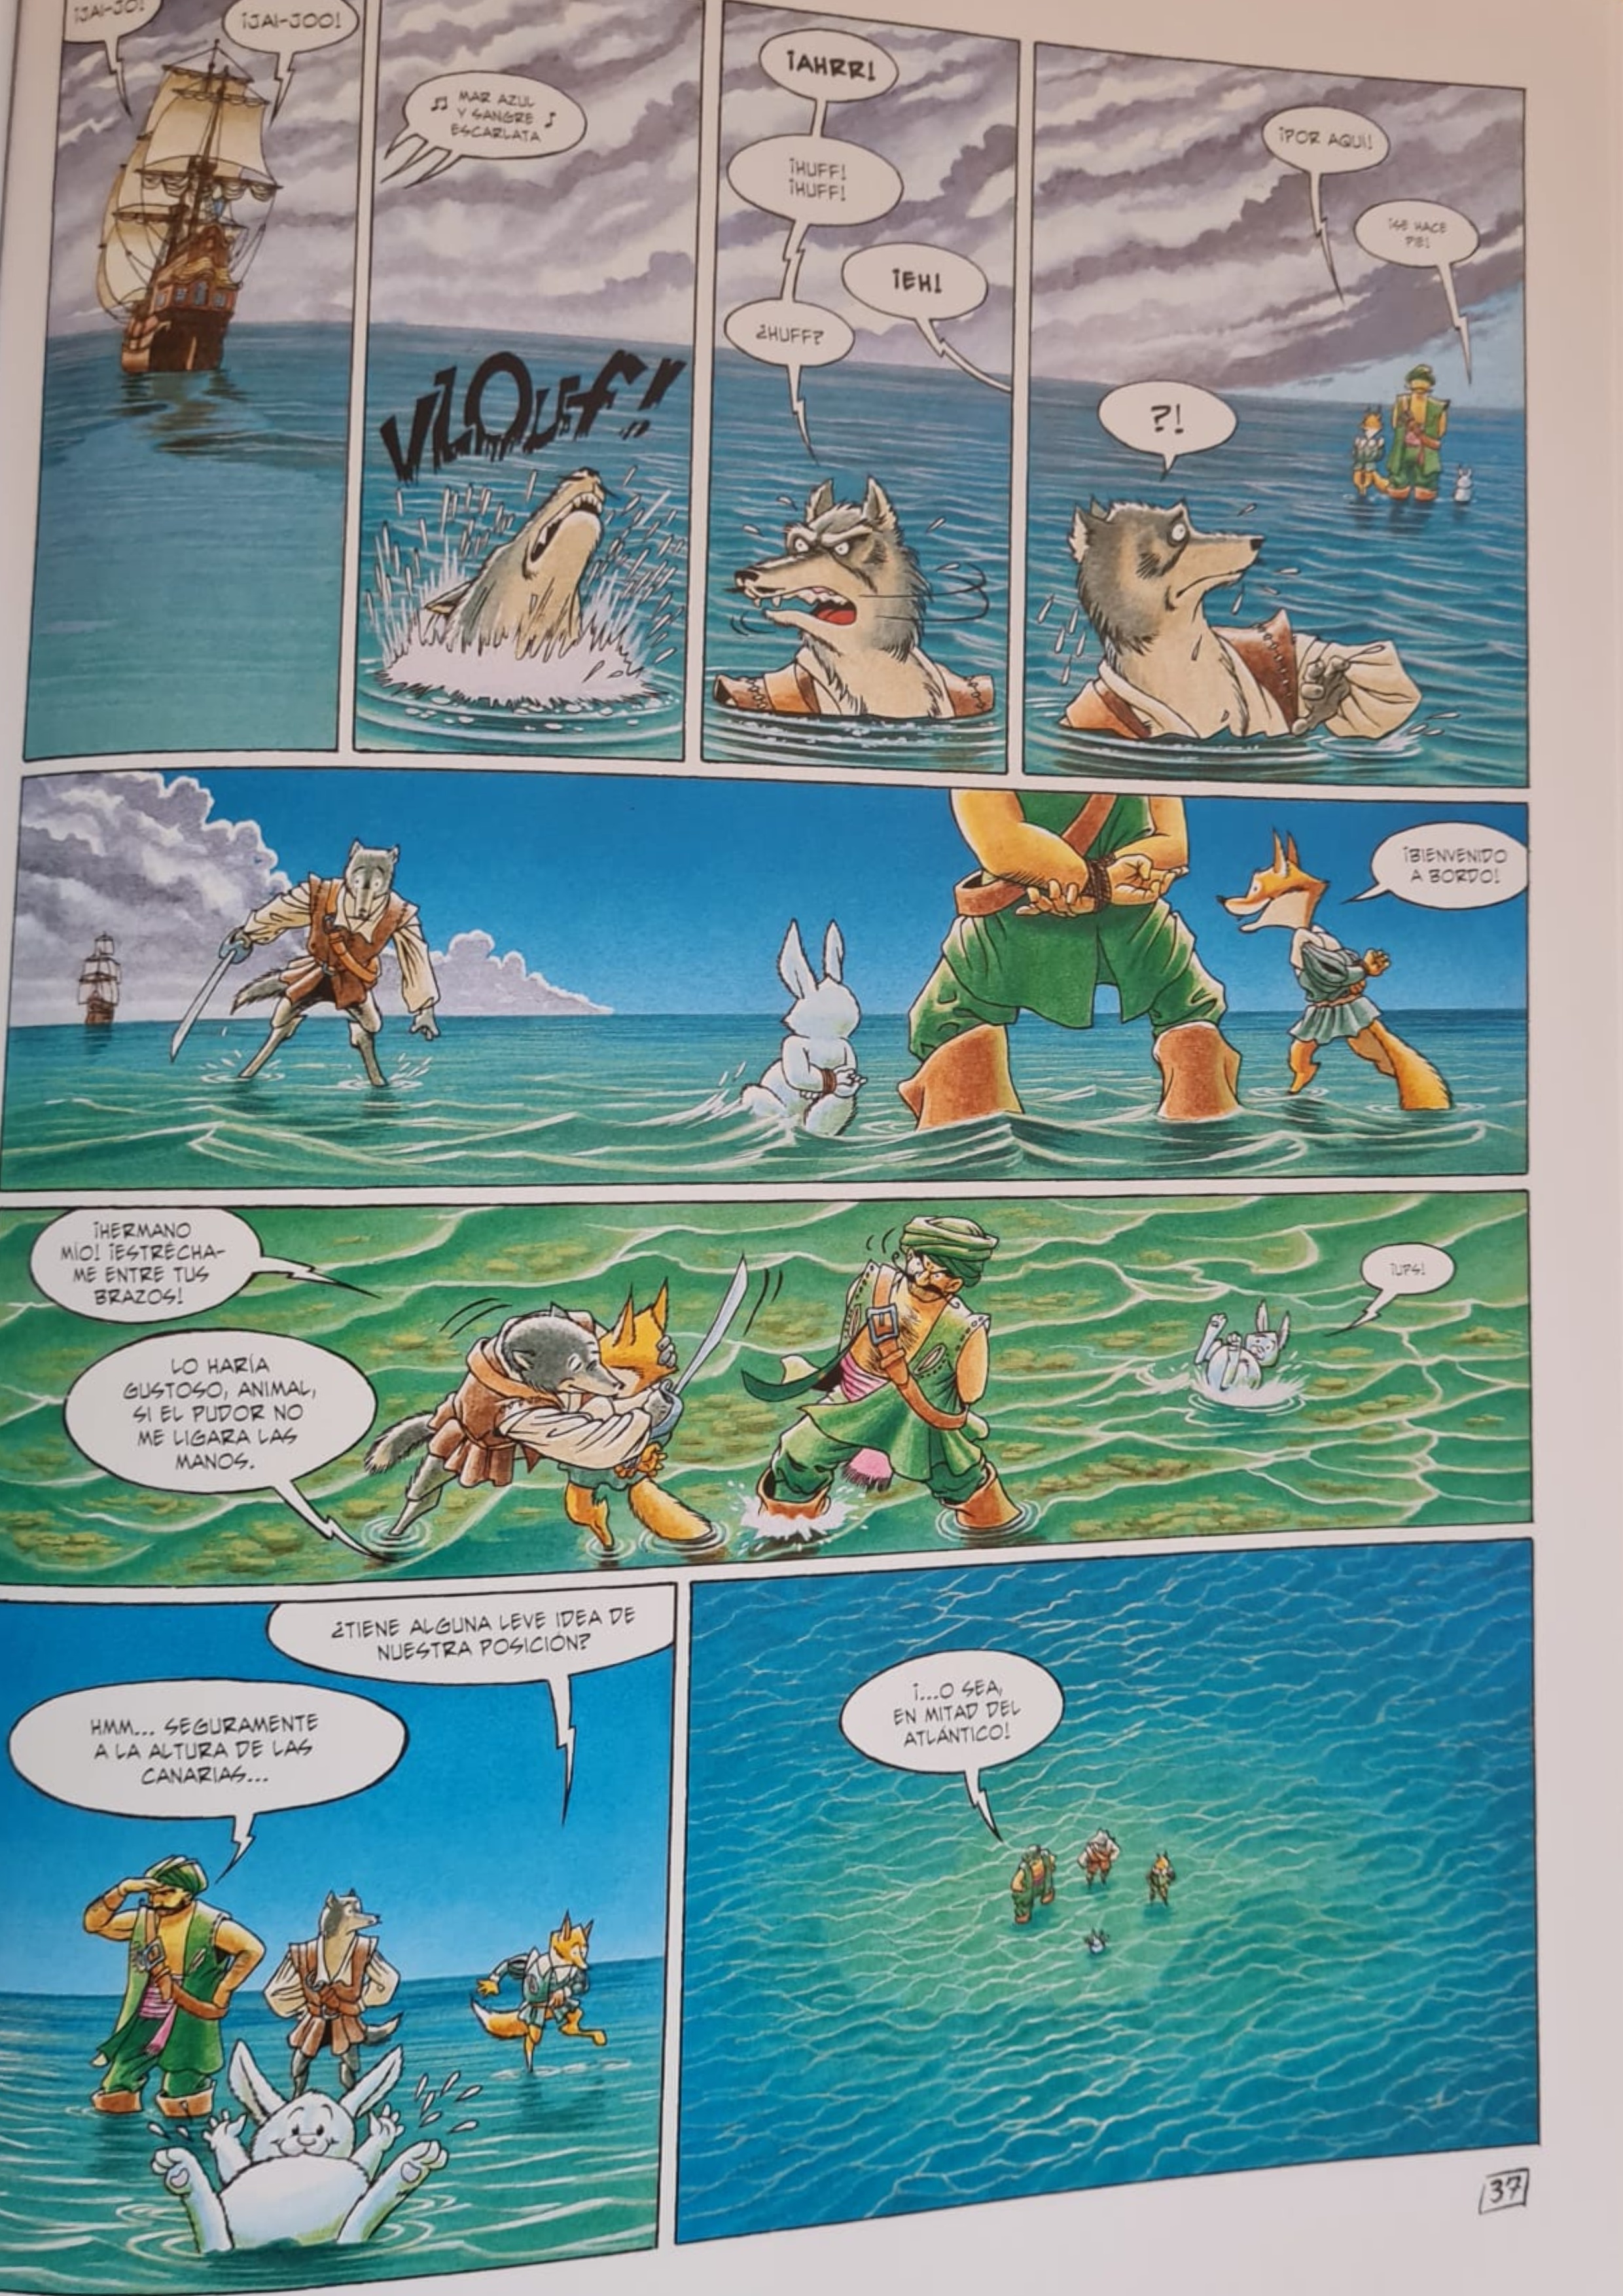 ¡JAI-JO!
¡JAI-JOO!
♫ MAR AZUL
Y SANGRE ♪
ESCARLATA
VLOUF!
¡AHRR!
¡HUFF!
¡HUFF!
¡EH!
¿HUFF?
¡POR AQUÍ!
¡SE HACE
PIE!
?!
¡BIENVENIDO
A BORDO!
¡HERMANO
MÍO! ¡ESTRÉCHA-
ME ENTRE TUS
BRAZOS!
LO HARÍA
GUSTOSO, ANIMAL,
SI EL PUDOR NO
ME LIGARA LAS
MANOS.
¡UPS!
¿TIENE ALGUNA LEVE IDEA DE
NUESTRA POSICIÓN?
HMM... SEGURAMENTE
A LA ALTURA DE LAS
CANARIAS...
¡...O SEA,
EN MITAD DEL
ATLÁNTICO!
37